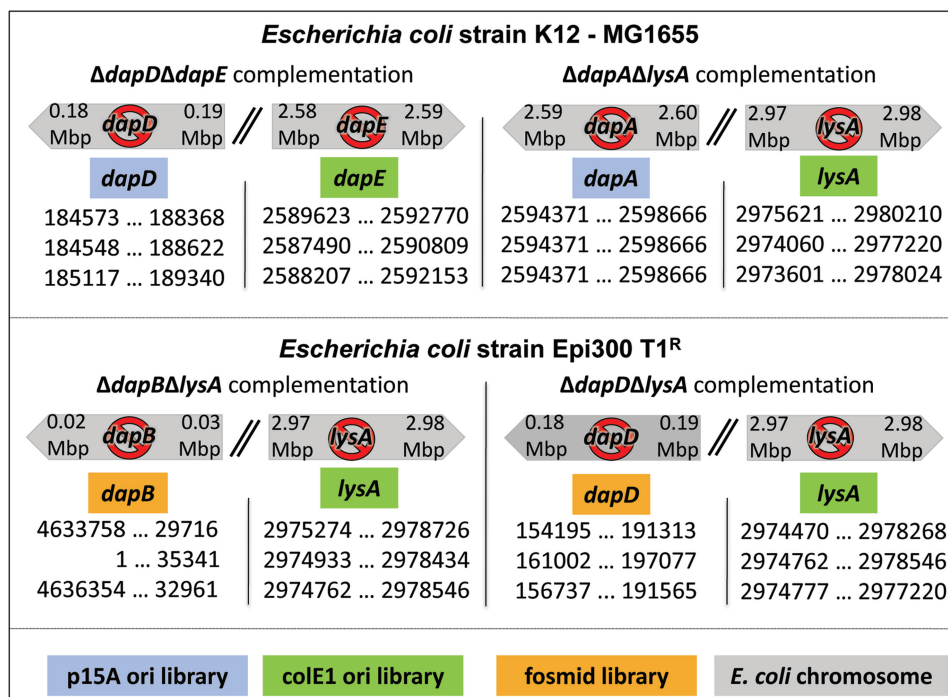 Escherichia coli strain K12 - MG1655
ΔdapDΔdapE complementation
ΔdapAΔlysA complementation
0.18 Mbp dapD 0.19 Mbp // 2.58 Mbp dapE 2.59 Mbp
2.59 Mbp dapA 2.60 Mbp // 2.97 Mbp lysA 2.98 Mbp
dapD dapE dapA lysA
184573 ... 188368 2589623 ... 2592770 2594371 ... 2598666 2975621 ... 2980210
184548 ... 188622 2587490 ... 2590809 2594371 ... 2598666 2974060 ... 2977220
185117 ... 189340 2588207 ... 2592153 2594371 ... 2598666 2973601 ... 2978024
Escherichia coli strain Epi300 T1ᴿ
ΔdapBΔlysA complementation
ΔdapDΔlysA complementation
0.02 Mbp dapB 0.03 Mbp // 2.97 Mbp lysA 2.98 Mbp
0.18 Mbp dapD 0.19 Mbp // 2.97 Mbp lysA 2.98 Mbp
dapB lysA dapD lysA
4633758 ... 29716 2975274 ... 2978726 154195 ... 191313 2974470 ... 2978268
1 ... 35341 2974933 ... 2978434 161002 ... 197077 2974762 ... 2978546
4636354 ... 32961 2974762 ... 2978546 156737 ... 191565 2974777 ... 2977220
p15A ori library colE1 ori library fosmid library E. coli chromosome